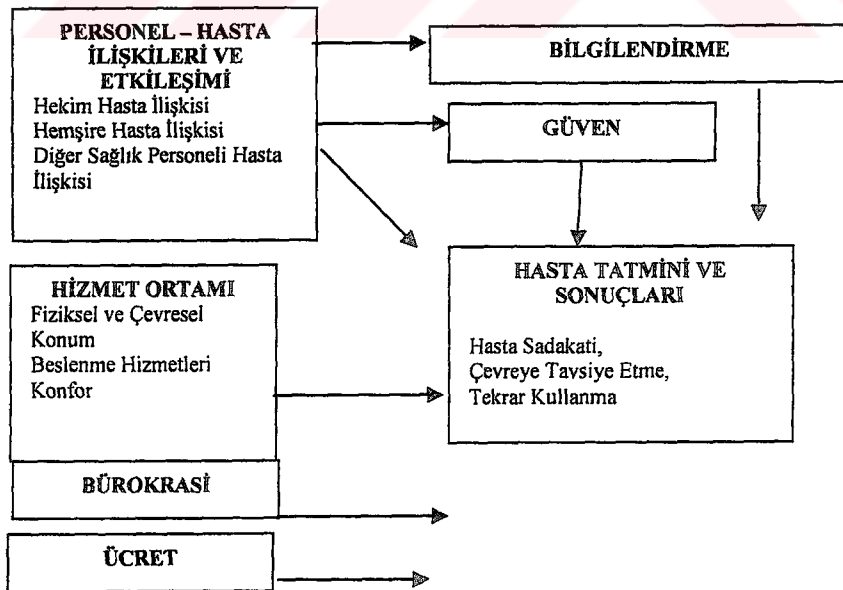 PERSONEL – HASTA
İLİŞKİLERİ VE
ETKİLEŞİMİ
Hekim Hasta İlişkisi
Hemşire Hasta İlişkisi
Diğer Sağlık Personeli Hasta
İlişkisi
BİLGİLENDİRME
GÜVEN
HİZMET ORTAMI
Fiziksel ve Çevresel
Konum
Beslenme Hizmetleri
Konfor
HASTA TATMİNİ VE
SONUÇLARI
Hasta Sadakati,
Çevreye Tavsiye Etme,
Tekrar Kullanma
BÜROKRASİ
ÜCRET